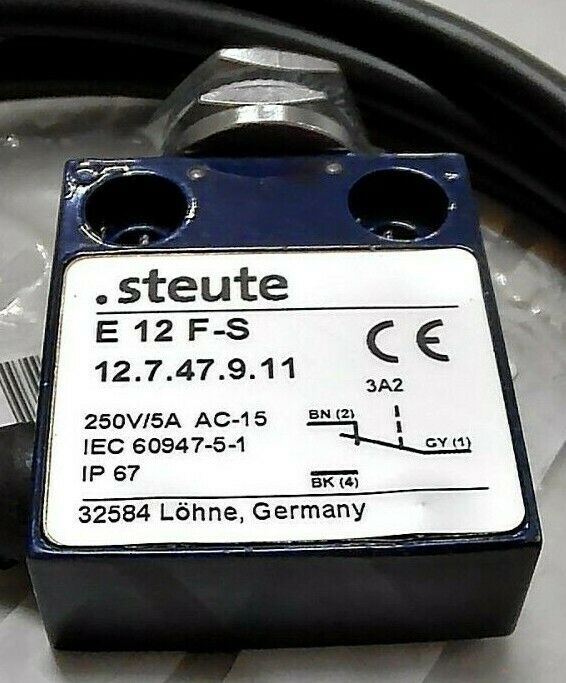 .steute
E 12 F-S
12.7.47.9.11
CE
3A2
250V/5A AC-15
BN (2)
IEC 60947-5-1
GY (1)
IP 67
BK (4)
32584 Löhne, Germany